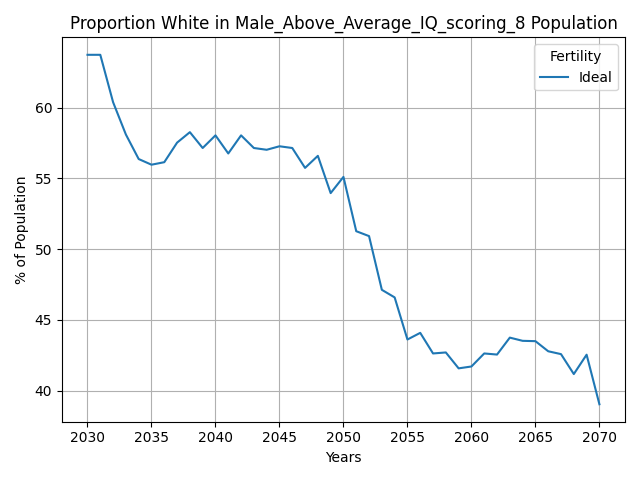 Proportion White in Male_Above_Average_IQ_scoring_8 Population
Fertility
Ideal
% of Population
60
55
50
45
40
2030 2035 2040 2045 2050 2055 2060 2065 2070
Years